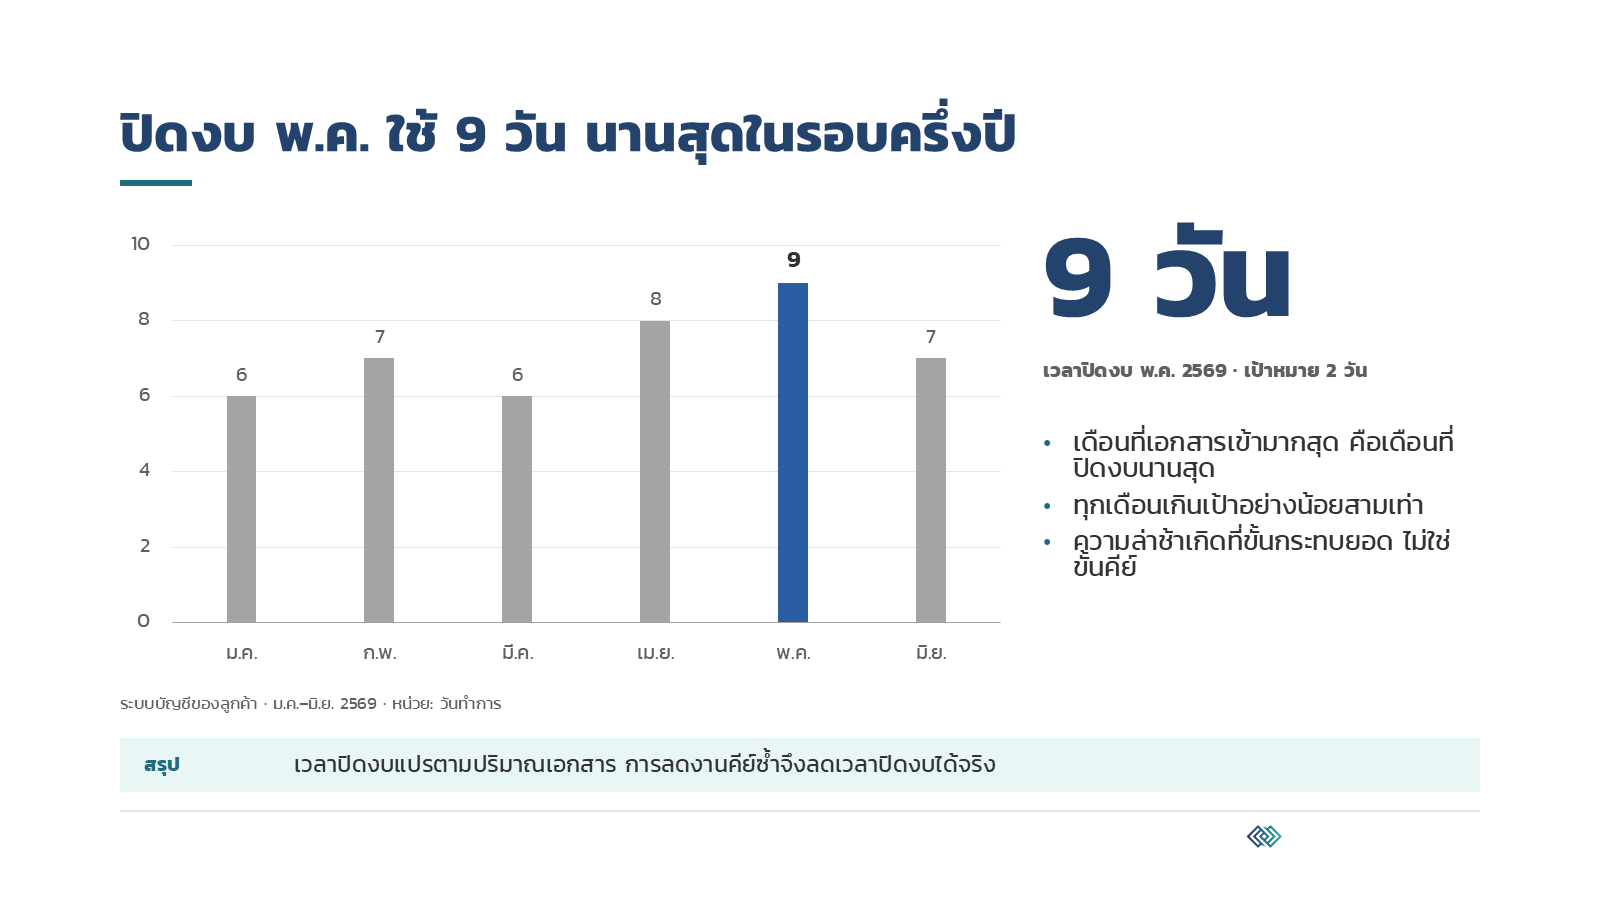 ปิดงบ พ.ค. ใช้ 9 วัน นานสุดในรอบครึ่งปี
10
8
6
4
2
0
6
7
6
8
9
7
ม.ค.
ก.พ.
มี.ค.
เม.ย.
พ.ค.
มิ.ย.
ระบบบัญชีของลูกค้า · ม.ค.–มิ.ย. 2569 · หน่วย: วันทำการ
9 วัน
เวลาปิดงบ พ.ค. 2569 · เป้าหมาย 2 วัน
• เดือนที่เอกสารเข้ามากสุด คือเดือนที่
ปิดงบนานสุด
• ทุกเดือนเกินเป้าอย่างน้อยสามเท่า
• ความล่าช้าเกิดที่ขั้นกระทบยอด ไม่ใช่
ขั้นคีย์
สรุป
เวลาปิดงบแปรตามปริมาณเอกสาร การลดงานคีย์ซ้ำจึงลดเวลาปิดงบได้จริง